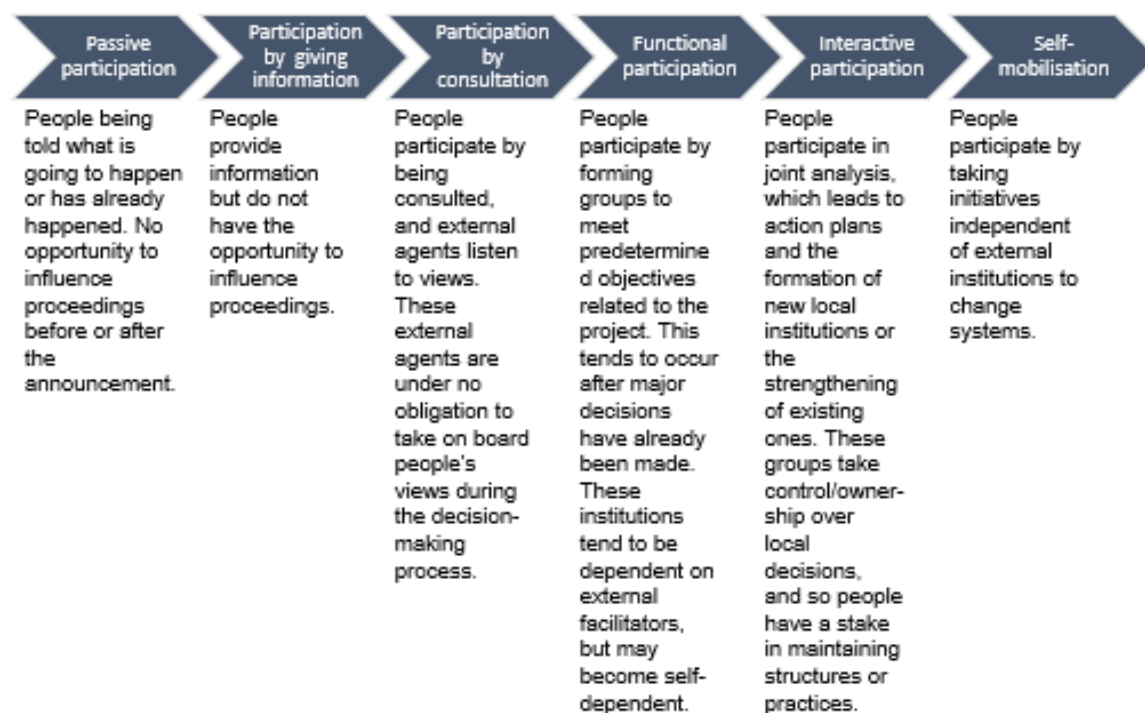 Passive
participation
Participation
by giving
information
Participation
by
consultation
Functional
participation
Interactive
participation
Self-
mobilisation
People being
told what is
going to happen
or has already
happened. No
opportunity to
influence
proceedings
before or after
the
announcement.
People
provide
information
but do not
have the
opportunity to
influence
proceedings.
People
participate by
being
consulted,
and external
agents listen
to views.
These
external
agents are
under no
obligation to
take on board
people's
views during
the decision-
making
process.
People
participate by
forming
groups to
meet
predetermine
d objectives
related to the
project. This
tends to occur
after major
decisions
have already
been made.
These
institutions
tend to be
dependent on
external
facilitators,
but may
become self-
dependent.
People
participate in
joint analysis,
which leads to
action plans
and the
formation of
new local
institutions or
the
strengthening
of existing
ones. These
groups take
control/owner-
ship over
local
decisions,
and so people
have a stake
in maintaining
structures or
practices.
People
participate by
taking
initiatives
independent
of external
institutions to
change
systems.